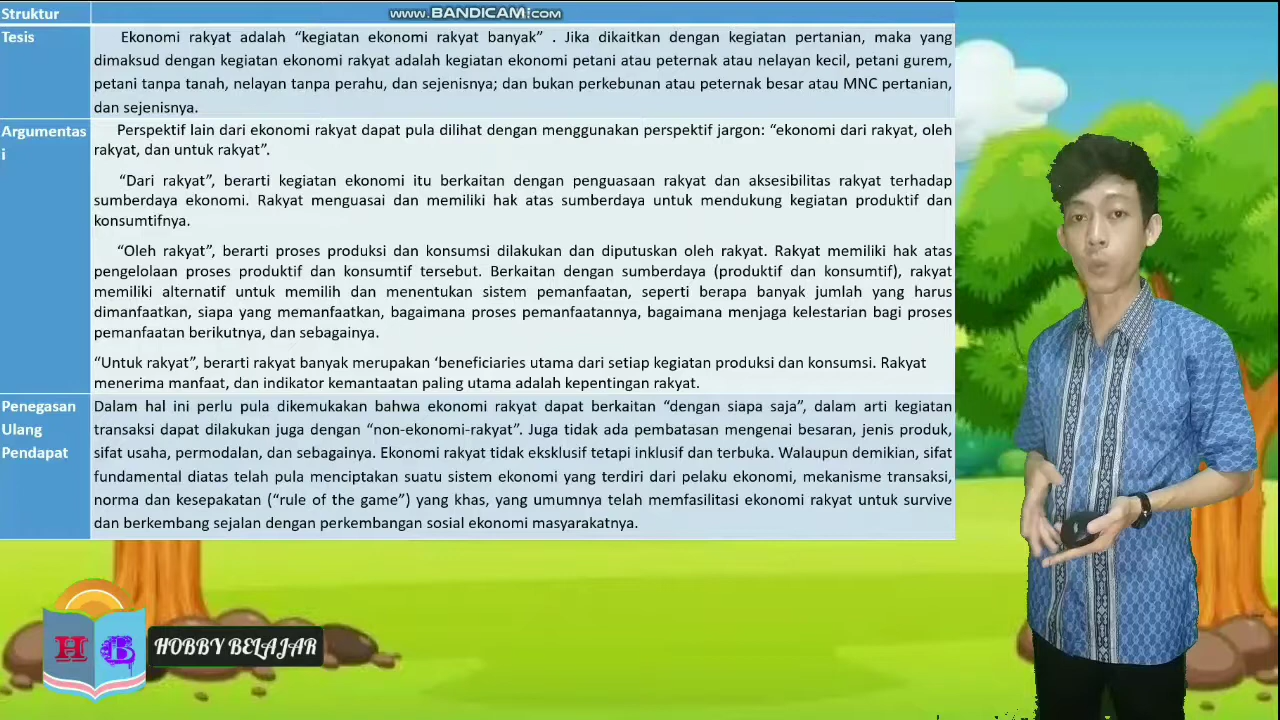 Struktur
www.BANDICAM.com
Tesis
Ekonomi rakyat adalah “kegiatan ekonomi rakyat banyak” . Jika dikaitkan dengan kegiatan pertanian, maka yang
dimaksud dengan kegiatan ekonomi rakyat adalah kegiatan ekonomi petani atau peternak atau nelayan kecil, petani gurem,
petani tanpa tanah, nelayan tanpa perahu, dan sejenisnya; dan bukan perkebunan atau peternak besar atau MNC pertanian,
dan sejenisnya.
Argumentas
i
Perspektif lain dari ekonomi rakyat dapat pula dilihat dengan menggunakan perspektif jargon: “ekonomi dari rakyat, oleh
rakyat, dan untuk rakyat”.
“Dari rakyat”, berarti kegiatan ekonomi itu berkaitan dengan penguasaan rakyat dan aksesibilitas rakyat terhadap
sumberdaya ekonomi. Rakyat menguasai dan memiliki hak atas sumberdaya untuk mendukung kegiatan produktif dan
konsumtifnya.
“Oleh rakyat”, berarti proses produksi dan konsumsi dilakukan dan diputuskan oleh rakyat. Rakyat memiliki hak atas
pengelolaan proses produktif dan konsumtif tersebut. Berkaitan dengan sumberdaya (produktif dan konsumtif), rakyat
memiliki alternatif untuk memilih dan menentukan sistem pemanfaatan, seperti berapa banyak jumlah yang harus
dimanfaatkan, siapa yang memanfaatkan, bagaimana proses pemanfaatannya, bagaimana menjaga kelestarian bagi proses
pemanfaatan berikutnya, dan sebagainya.
“Untuk rakyat”, berarti rakyat banyak merupakan ‘beneficiaries utama dari setiap kegiatan produksi dan konsumsi. Rakyat
menerima manfaat, dan indikator kemantaatan paling utama adalah kepentingan rakyat.
Penegasan
Ulang
Pendapat
Dalam hal ini perlu pula dikemukakan bahwa ekonomi rakyat dapat berkaitan “dengan siapa saja”, dalam arti kegiatan
transaksi dapat dilakukan juga dengan “non-ekonomi-rakyat”. Juga tidak ada pembatasan mengenai besaran, jenis produk,
sifat usaha, permodalan, dan sebagainya. Ekonomi rakyat tidak eksklusif tetapi inklusif dan terbuka. Walaupun demikian, sifat
fundamental diatas telah pula menciptakan suatu sistem ekonomi yang terdiri dari pelaku ekonomi, mekanisme transaksi,
norma dan kesepakatan (“rule of the game”) yang khas, yang umumnya telah memfasilitasi ekonomi rakyat untuk survive
dan berkembang sejalan dengan perkembangan sosial ekonomi masyarakatnya.
H B
HOBBY BELAJAR